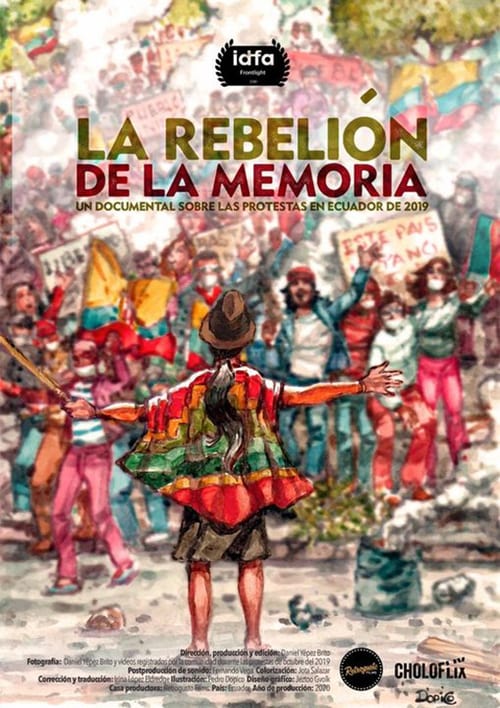 idfa
Frontlight
LA REBELIÓN
DE LA MEMORIA
UN DOCUMENTAL SOBRE LAS PROTESTAS EN ECUADOR DE 2019
ESTE PAIS
Dirección, producción y edición: Daniel Yépez Brito
Fotografía: Daniel Yépez Brito y videos registrados por la comunidad durante las protestas de octubre del 2019
Postproducción de sonido: Fernando Vega Colorización: Jota Salazar
Corrección y traducción: Irina López Eldredge Ilustración: Pedro Dopico Diseño gráfico: Jeztoo Gvolk
Casa productora: Rebogusto Films. País: Ecuador. Año de producción: 2020
CHOLOFLIX
Dopico